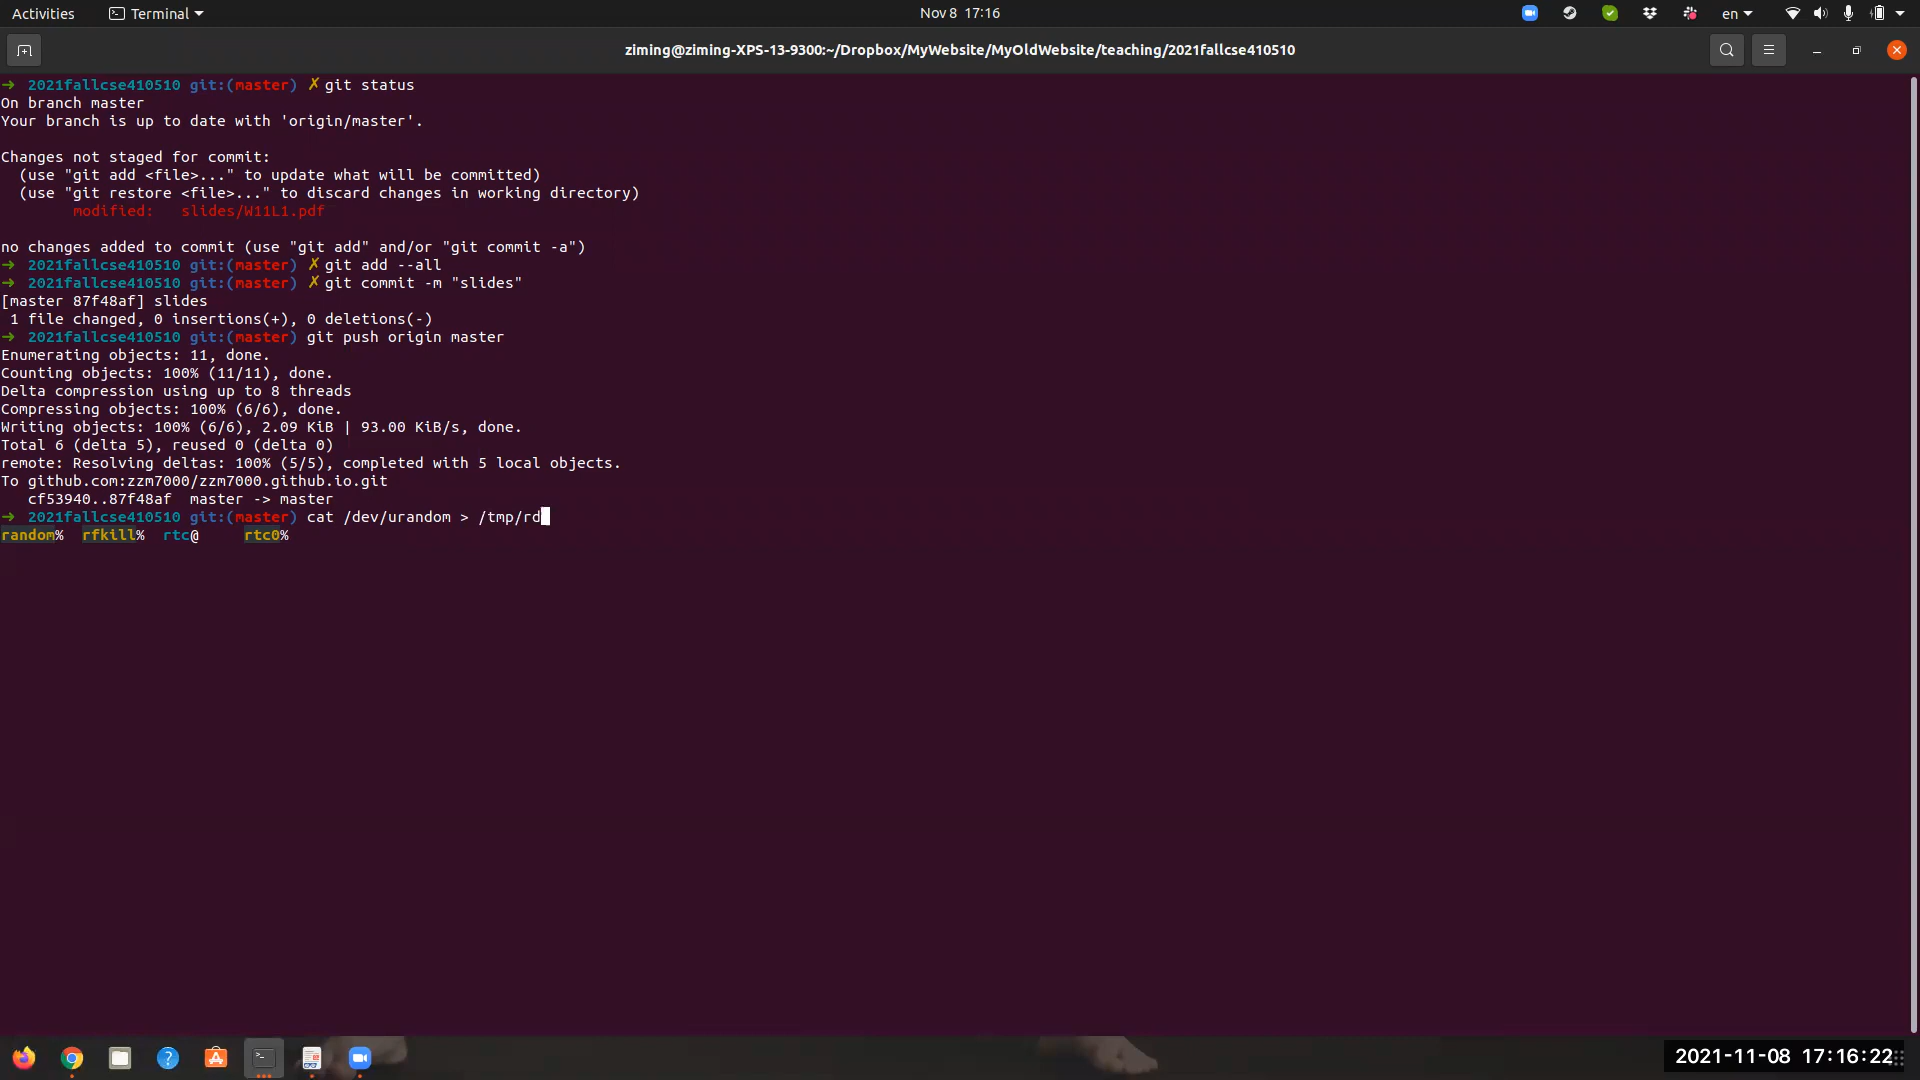 Activities
Terminal
Nov 8 17:16
en
ziming@ziming-XPS-13-9300:~/Dropbox/MyWebsite/MyOldWebsite/teaching/2021fallcse410510
➜ 2021fallcse410510 git:(master) ✗ git status
On branch master
Your branch is up to date with 'origin/master'.
Changes not staged for commit:
(use "git add <file>..." to update what will be committed)
(use "git restore <file>..." to discard changes in working directory)
modified: slides/W11L1.pdf
no changes added to commit (use "git add" and/or "git commit -a")
➜ 2021fallcse410510 git:(master) ✗ git add --all
➜ 2021fallcse410510 git:(master) ✗ git commit -m "slides"
[master 87f48af] slides
1 file changed, 0 insertions(+), 0 deletions(-)
➜ 2021fallcse410510 git:(master) git push origin master
Enumerating objects: 11, done.
Counting objects: 100% (11/11), done.
Delta compression using up to 8 threads
Compressing objects: 100% (6/6), done.
Writing objects: 100% (6/6), 2.09 KiB | 93.00 KiB/s, done.
Total 6 (delta 5), reused 0 (delta 0)
remote: Resolving deltas: 100% (5/5), completed with 5 local objects.
To github.com:zzm7000/zzm7000.github.io.git
cf53940..87f48af master -> master
➜ 2021fallcse410510 git:(master) cat /dev/urandom > /tmp/rd
random% rfkill% rtc@ rtc0%
2021-11-08 17:16:22